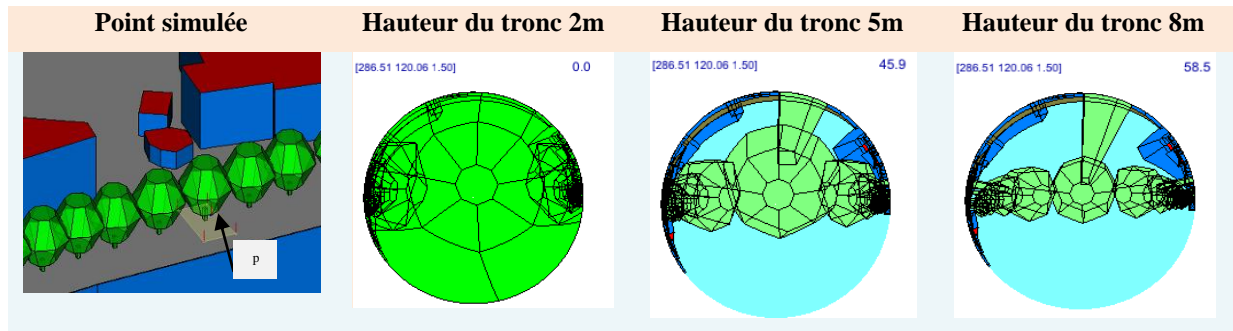 Point simulée
Hauteur du tronc 2m
Hauteur du tronc 5m
Hauteur du tronc 8m
[286.51 120.06 1.50]
0.0
[286.51 120.06 1.50]
45.9
[286.51 120.06 1.50]
58.5
p